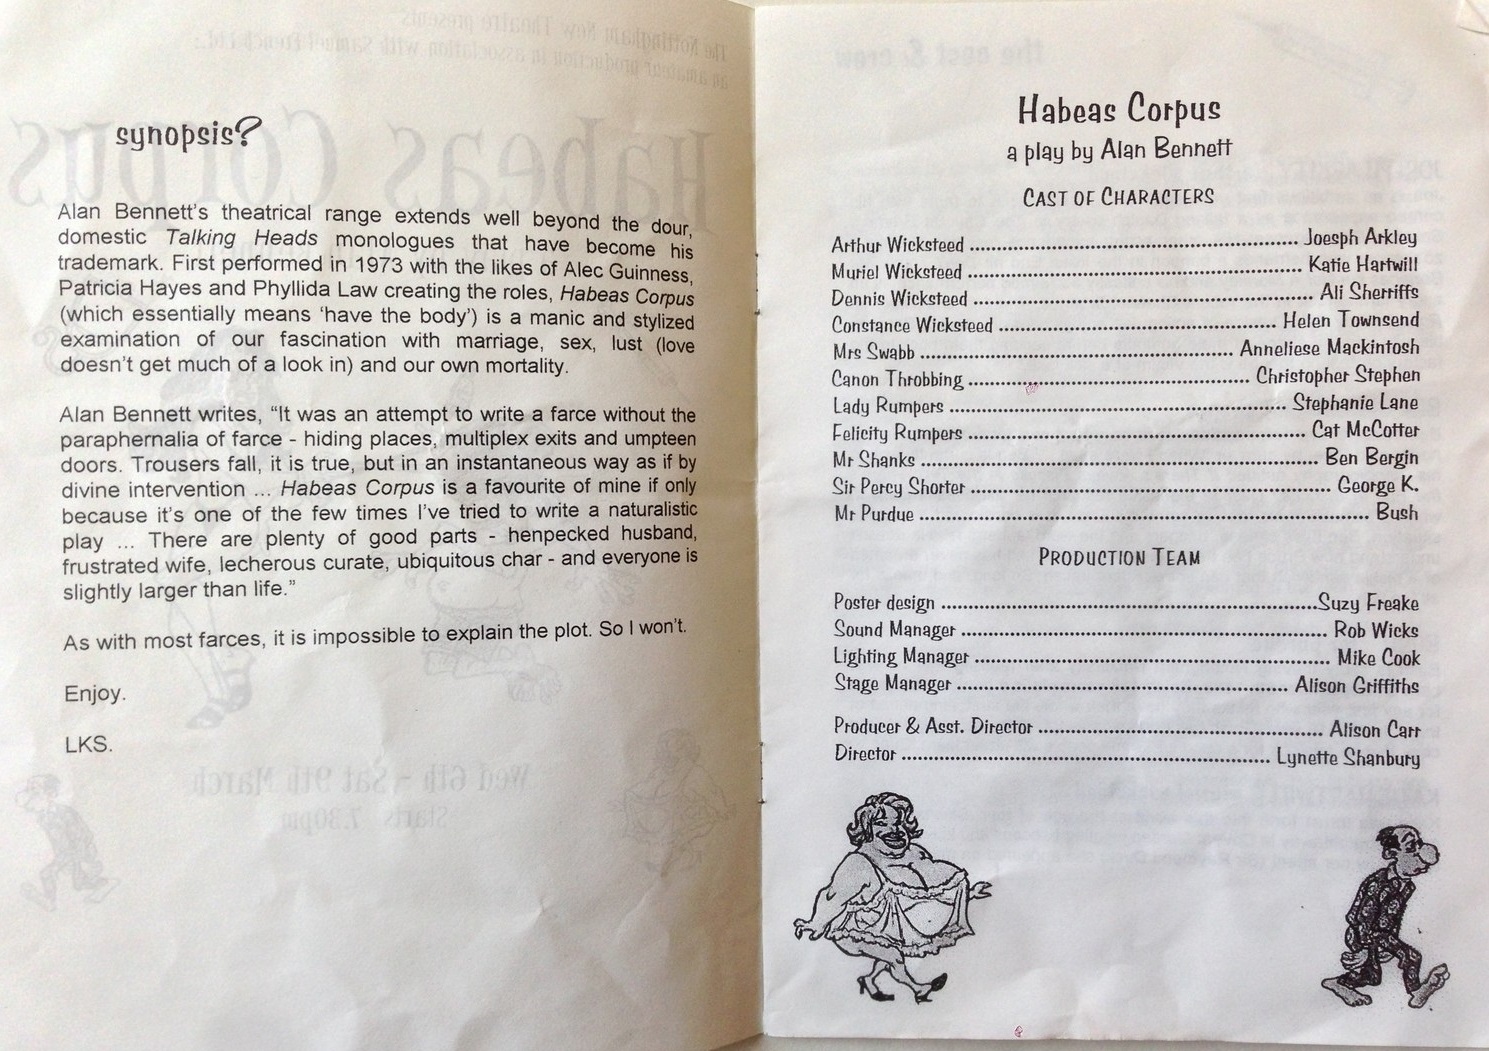 synopsis?
Alan Bennett's theatrical range extends well beyond the dour,
domestic Talking Heads monologues that have become his
trademark. First performed in 1973 with the likes of Alec Guinness,
Patricia Hayes and Phyllida Law creating the roles, Habeas Corpus
(which essentially means 'have the body') is a manic and stylized
examination of our fascination with marriage, sex, lust (love
doesn't get much of a look in) and our own mortality.
Alan Bennett writes, “It was an attempt to write a farce without the
paraphernalia of farce - hiding places, multiplex exits and umpteen
doors. Trousers fall, it is true, but in an instantaneous way as if by
divine intervention ... Habeas Corpus is a favourite of mine if only
because it's one of the few times I've tried to write a naturalistic
play ... There are plenty of good parts - henpecked husband,
frustrated wife, lecherous curate, ubiquitous char - and everyone is
slightly larger than life.”
As with most farces, it is impossible to explain the plot. So I won't.
Enjoy.
LKS.
Habeas Corpus
a play by Alan Bennett
CAST OF CHARACTERS
Arthur Wicksteed ........ Joesph Arkley
Muriel Wicksteed ........ Katie Hartwill
Dennis Wicksteed ........ Ali Sherriffs
Constance Wicksteed ........ Helen Townsend
Mrs Swabb ........ Anneliese Mackintosh
Canon Throbbing ........ Christopher Stephen
Lady Rumpers ........ Stephanie Lane
Felicity Rumpers ........ Cat McCotter
Mr Shanks ........ Ben Bergin
Sir Percy Shorter ........ George K.
Mr Purdue ........ Bush
PRODUCTION TEAM
Poster design ........ Suzy Freake
Sound Manager ........ Rob Wicks
Lighting Manager ........ Mike Cook
Stage Manager ........ Alison Griffiths
Producer & Asst. Director ........ Alison Carr
Director ........ Lynette Shanbury